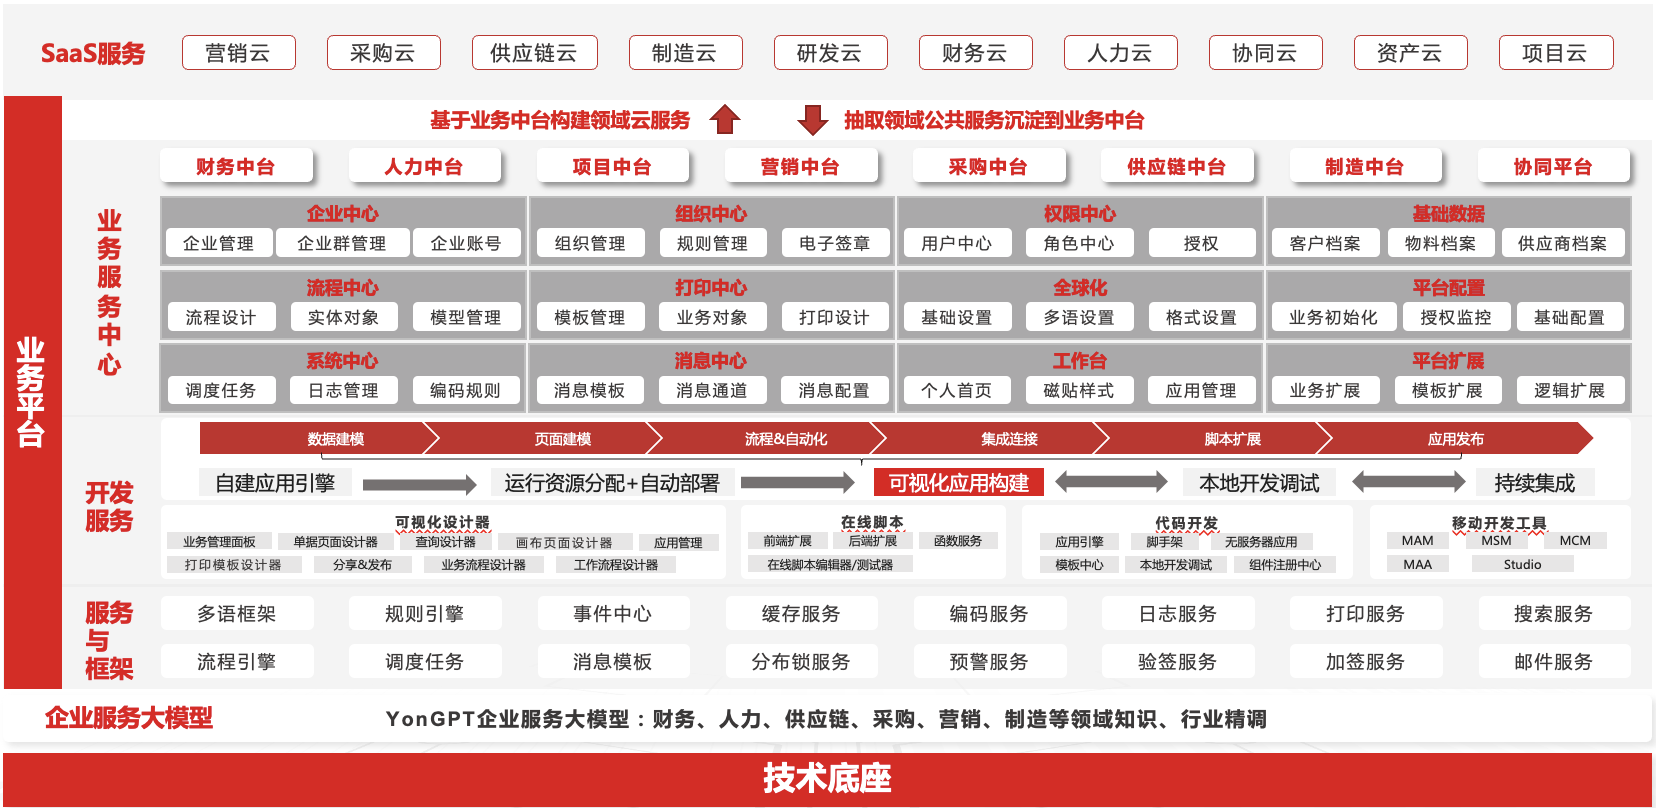 SaaS服务
营销云 采购云 供应链云 制造云 研发云 财务云 人力云 协同云 资产云 项目云
基于业务中台构建领域云服务 抽取领域公共服务沉淀到业务中台
业务平台
业务服务中心
财务中台 人力中台 项目中台 营销中台 采购中台 供应链中台 制造中台 协同平台
企业中心 组织中心 权限中心 基础数据
企业管理 企业群管理 企业账号 组织管理 规则管理 电子签章 用户中心 角色中心 授权 客户档案 物料档案 供应商档案
流程中心 打印中心 全球化 平台配置
流程设计 实体对象 模型管理 模板管理 业务对象 打印设计 基础设置 多语设置 格式设置 业务初始化 授权监控 基础配置
系统中心 消息中心 工作台 平台扩展
调度任务 日志管理 编码规则 消息模板 消息通道 消息配置 个人首页 磁贴样式 应用管理 业务扩展 模板扩展 逻辑扩展
开发
服务
数据建模 页面建模 流程&自动化 集成连接 脚本扩展 应用发布
自建应用引擎 运行资源分配+自动部署 可视化应用构建 本地开发调试 持续集成
可视化设计器 在线脚本 代码开发 移动开发工具
业务管理面板 单据页面设计器 查询设计器 画布页面设计器 应用管理 前端扩展 后端扩展 函数服务 应用引擎 脚手架 无服务器应用 MAM MSM MCM
打印模板设计器 分享&发布 业务流程设计器 工作流程设计器 在线脚本编辑器/测试器 模板中心 本地开发调试 组件注册中心 MAA Studio
服务
与
框架
多语框架 规则引擎 事件中心 缓存服务 编码服务 日志服务 打印服务 搜索服务
流程引擎 调度任务 消息模板 分布锁服务 预警服务 验签服务 加签服务 邮件服务
企业服务大模型 YonGPT企业服务大模型：财务、人力、供应链、采购、营销、制造等领域知识、行业精调
技术底座